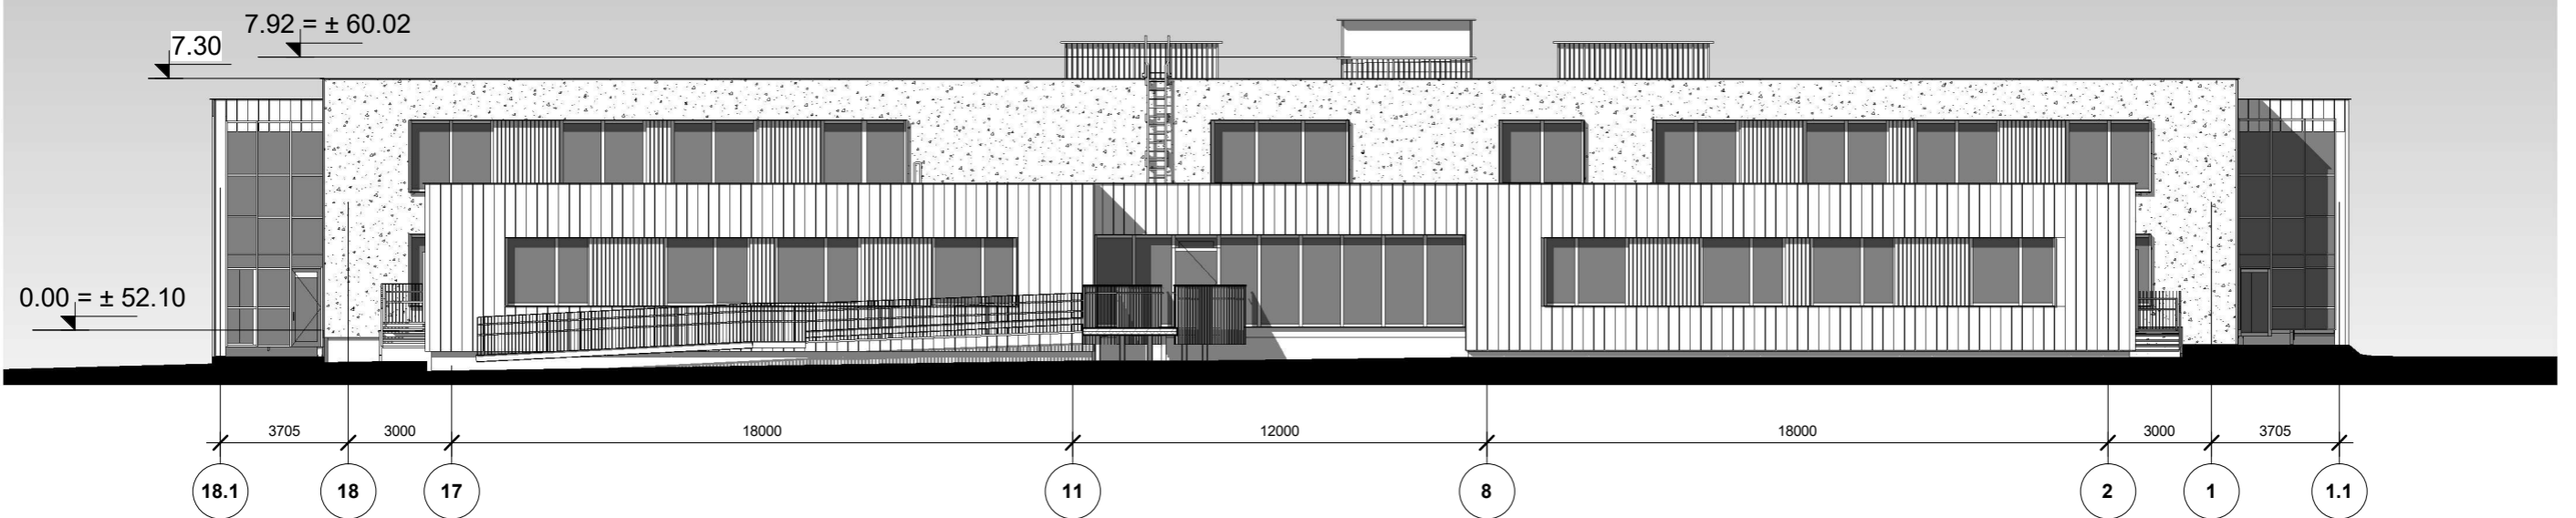 7.92 = ± 60.02
7.30
0.00 = ± 52.10
3705 3000 18000 12000 18000 3000 3705
18.1 18 17 11 8 2 1 1.1